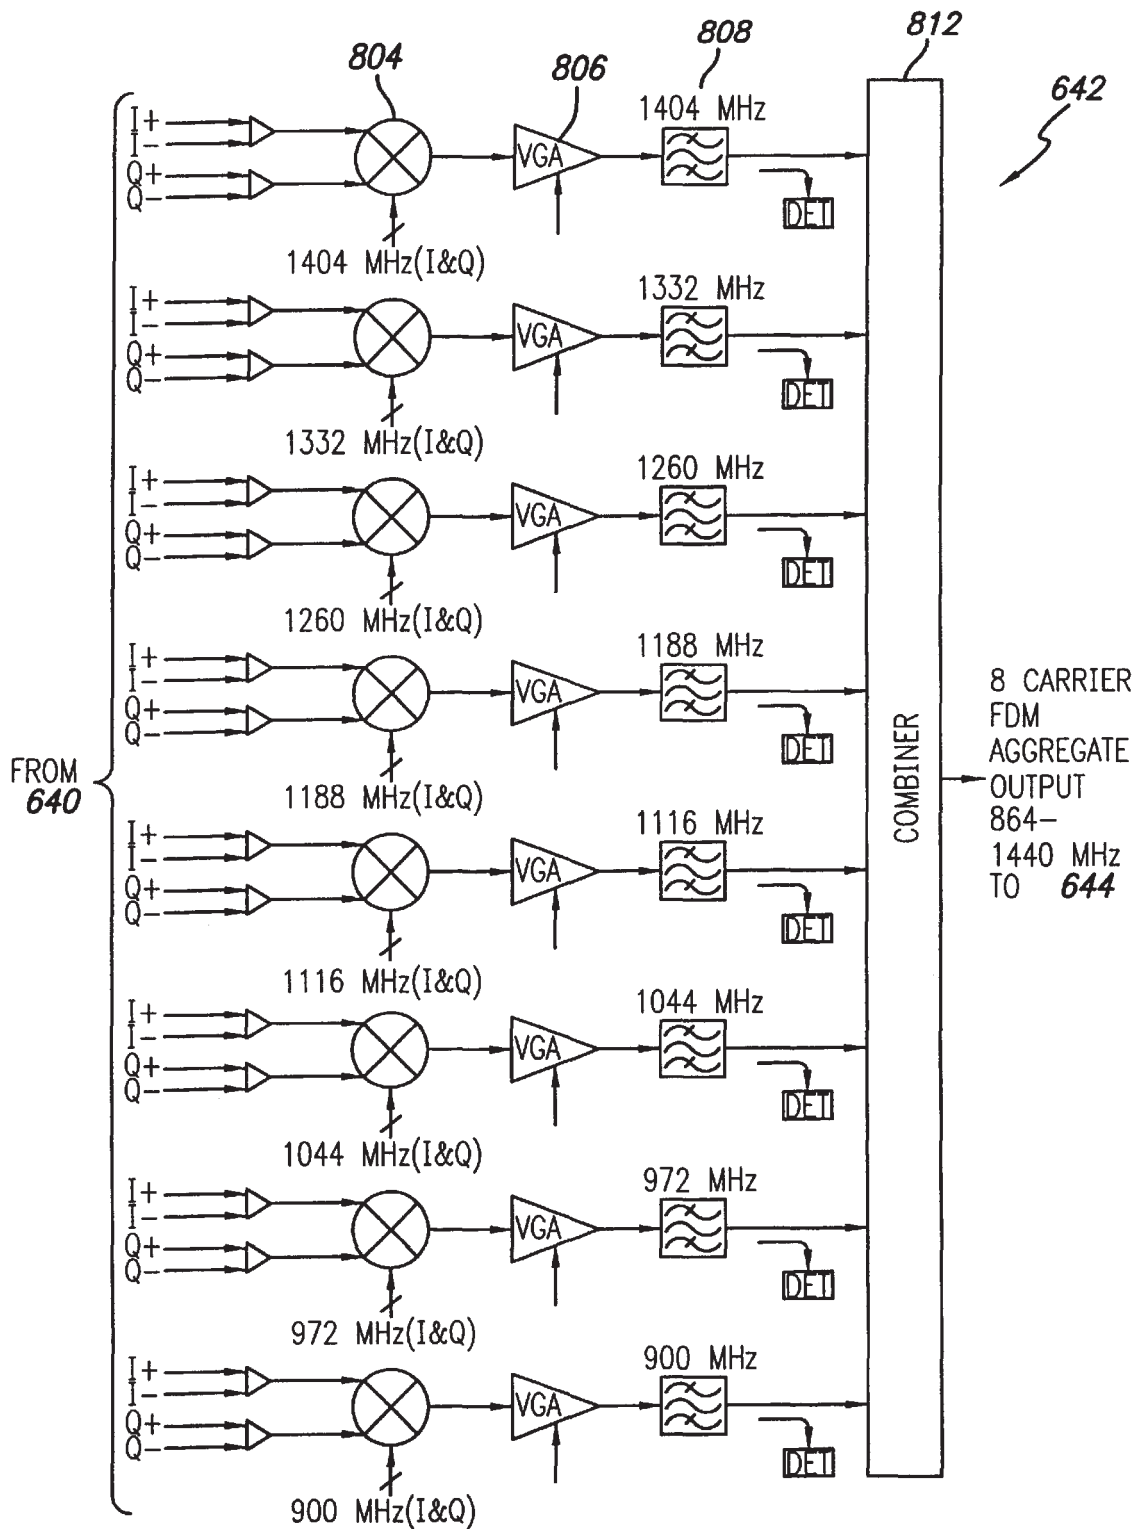 804
806
808
812
642
1404 MHz
I+
I−
Q+
Q−
VGA
DET
1404 MHz(I&Q)
1332 MHz
I+
I−
Q+
Q−
VGA
DET
1332 MHz(I&Q)
1260 MHz
I+
I−
Q+
Q−
VGA
DET
1260 MHz(I&Q)
1188 MHz
I+
I−
Q+
Q−
VGA
DET
1188 MHz(I&Q)
FROM
640
COMBINER
8 CARRIER
FDM
AGGREGATE
OUTPUT
864−
1440 MHz
TO 644
1116 MHz
I+
I−
Q+
Q−
VGA
DET
1116 MHz(I&Q)
1044 MHz
I+
I−
Q+
Q−
VGA
DET
1044 MHz(I&Q)
972 MHz
I+
I−
Q+
Q−
VGA
DET
972 MHz(I&Q)
900 MHz
I+
I−
Q+
Q−
VGA
DET
900 MHz(I&Q)